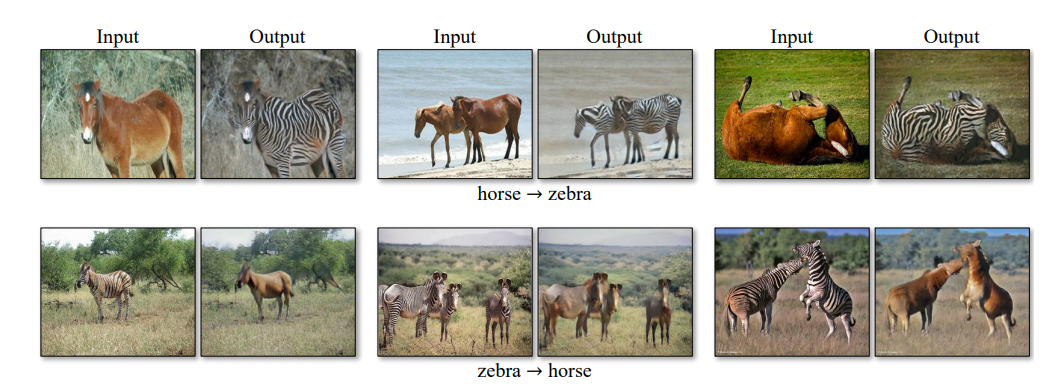 Input Output Input Output Input Output
horse → zebra
zebra → horse